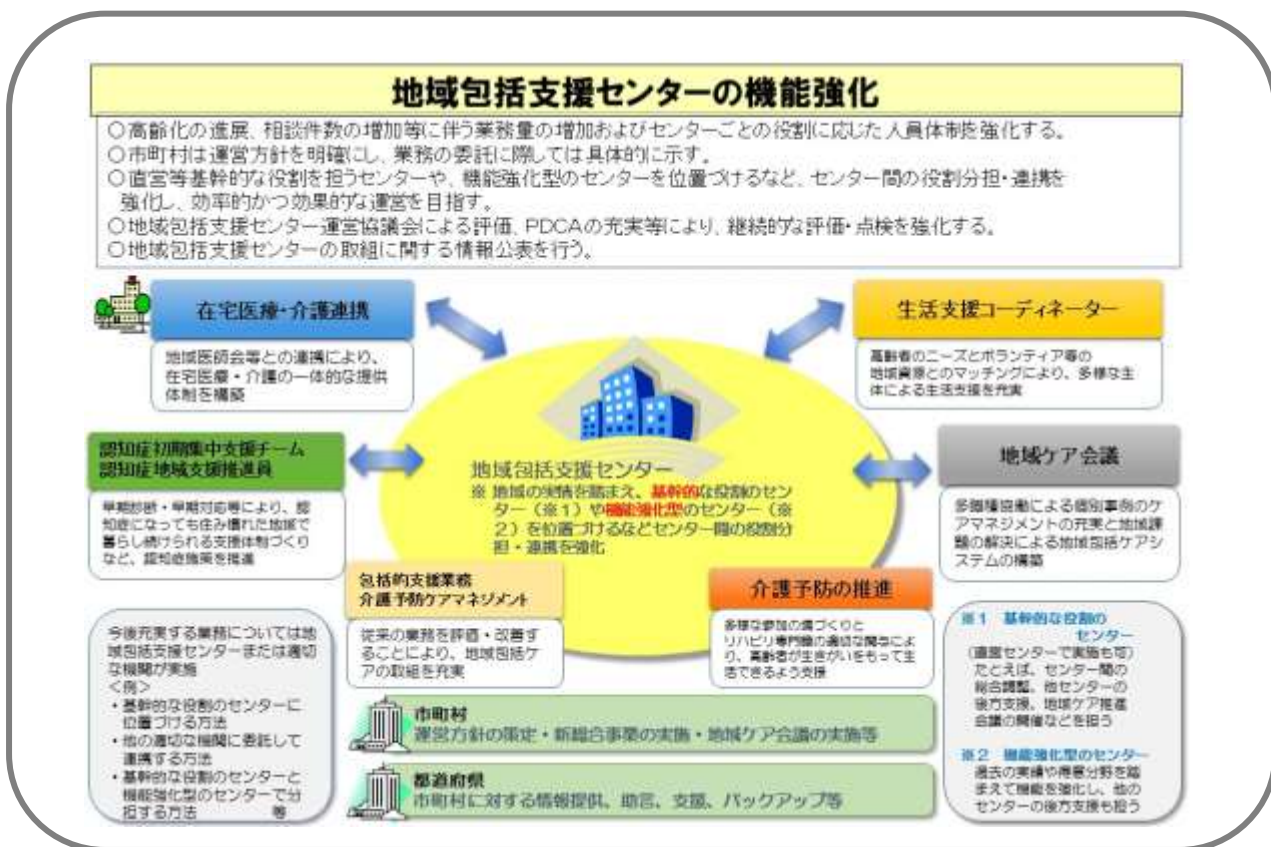 地域包括支援センターの機能強化
○高齢化の進展、相談件数の増加等に伴う業務量の増加およびセンターごとの役割に応じた人員体制を強化する。
○市町村は運営方針を明確にし、業務の委託に際しては具体的に示す。
○直営等基幹的な役割を担うセンターや、機能強化型のセンターを位置づけるなど、センター間の役割分担・連携を
強化し、効率的かつ効果的な運営を目指す。
○地域包括支援センター運営協議会による評価、PDCAの充実等により、継続的な評価・点検を強化する。
○地域包括支援センターの取組に関する情報公表を行う。
在宅医療・介護連携
地域医師会等との連携により、
在宅医療・介護の一体的な提供
体制を構築
生活支援コーディネーター
高齢者のニーズとボランティア等の
地域資源とのマッチングにより、多様な主
体による生活支援を充実
認知症初期集中支援チーム
認知症地域支援推進員
早期診断・早期対応等により、認
知症になっても住み慣れた地域で
暮らし続けられる支援体制づくり
など、認知症施策を推進
地域包括支援センター
※ 地域の実情を踏まえ、基幹的な役割のセン
ター（※１）や機能強化型のセンター（※
２）を位置づけるなどセンター間の役割分
担・連携を強化
地域ケア会議
多職種協働による個別事例のケ
アマネジメントの充実と地域課
題の解決による地域包括ケアシ
ステムの構築
包括的支援業務
介護予防ケアマネジメント
従来の業務を評価・改善す
ることにより、地域包括ケ
アの取組を充実
介護予防の推進
多様な参加の場づくりと
リハビリ専門職の適切な関与によ
り、高齢者が生きがいをもって生
活できるよう支援
今後充実する業務については地
域包括支援センターまたは適切
な機関が実施
＜例＞
・基幹的な役割のセンターに
位置づける方法
・他の適切な機関に委託して
連携する方法
・基幹的な役割のセンターと
機能強化型のセンターで分
担する方法 等
市町村
運営方針の策定・新総合事業の実施・地域ケア会議の実施等
都道府県
市町村に対する情報提供、助言、支援、バックアップ等
※１ 基幹的な役割の
センター
（直営センターで実施も可）
たとえば、センター間の
総合調整、他センターの
後方支援、地域ケア推進
会議の開催などを担う
※２ 機能強化型のセンター
過去の実績や得意分野を踏
まえて機能を強化し、他の
センターの後方支援も担う